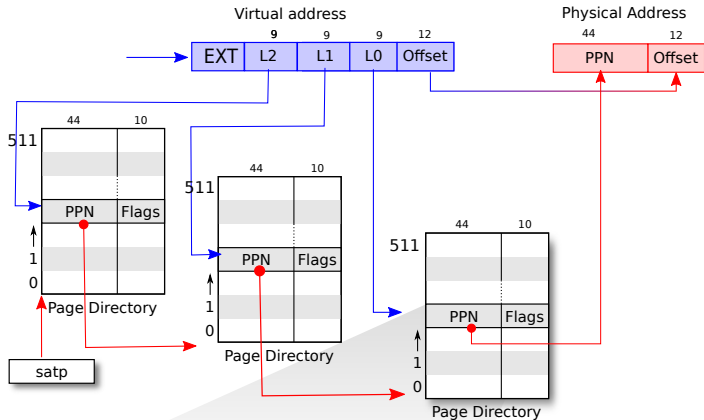 Virtual address
Physical Address
9 9 9 12
44 12
EXT L2 L1 L0 Offset
PPN Offset
44 10
511
PPN Flags
1
0
Page Directory
satp
44 10
511
PPN Flags
1
0
Page Directory
44 10
511
PPN Flags
1
0
Page Directory